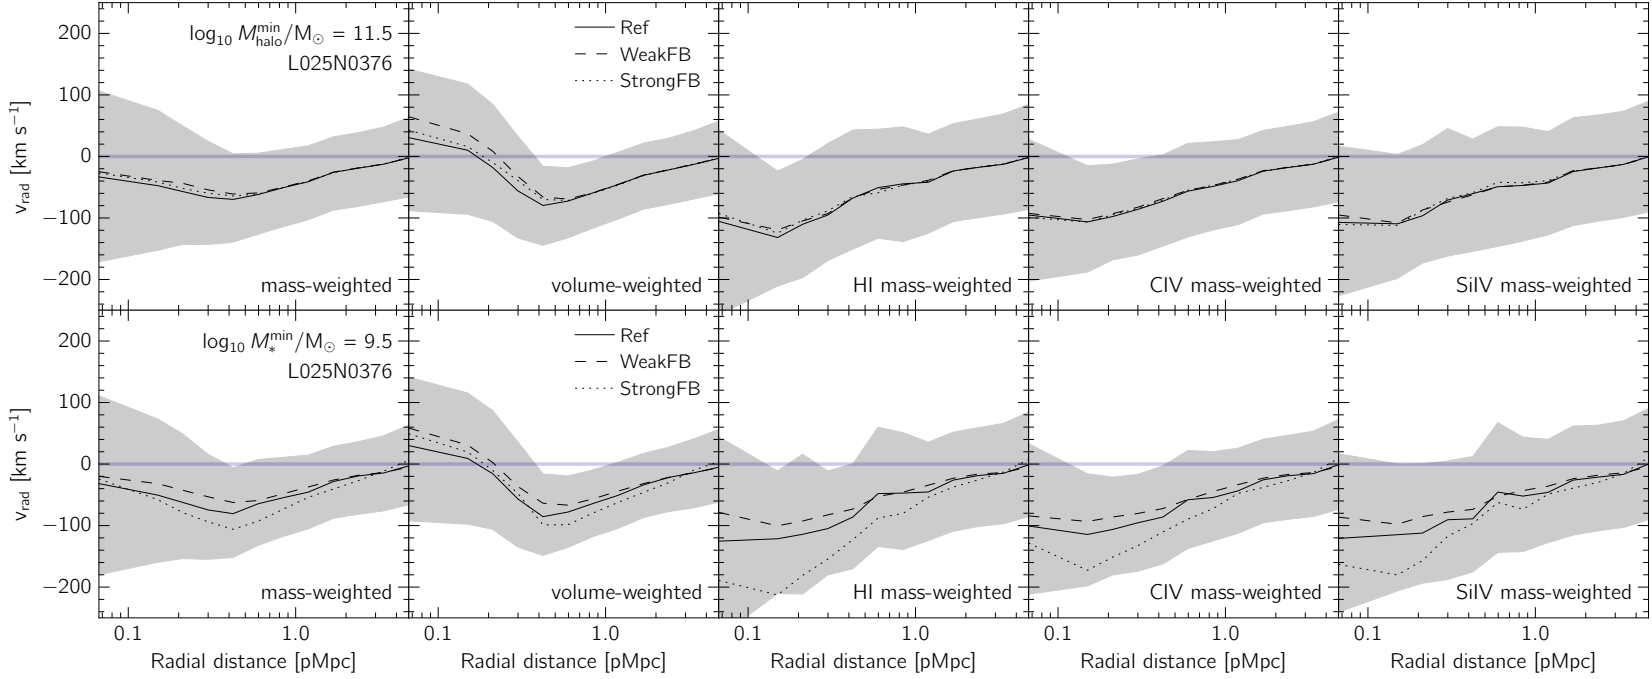 200
100
0
−100
−200
v_rad [km s⁻¹]
log₁₀ M_halo^min/M☉ = 11.5
L025N0376
mass-weighted
Ref
WeakFB
StrongFB
volume-weighted
HI mass-weighted
CIV mass-weighted
SiIV mass-weighted
200
100
0
−100
−200
v_rad [km s⁻¹]
log₁₀ M_*^min/M☉ = 9.5
L025N0376
mass-weighted
Ref
WeakFB
StrongFB
volume-weighted
HI mass-weighted
CIV mass-weighted
SiIV mass-weighted
0.1 1.0 0.1 1.0 0.1 1.0 0.1 1.0 0.1 1.0
Radial distance [pMpc] Radial distance [pMpc] Radial distance [pMpc] Radial distance [pMpc] Radial distance [pMpc]